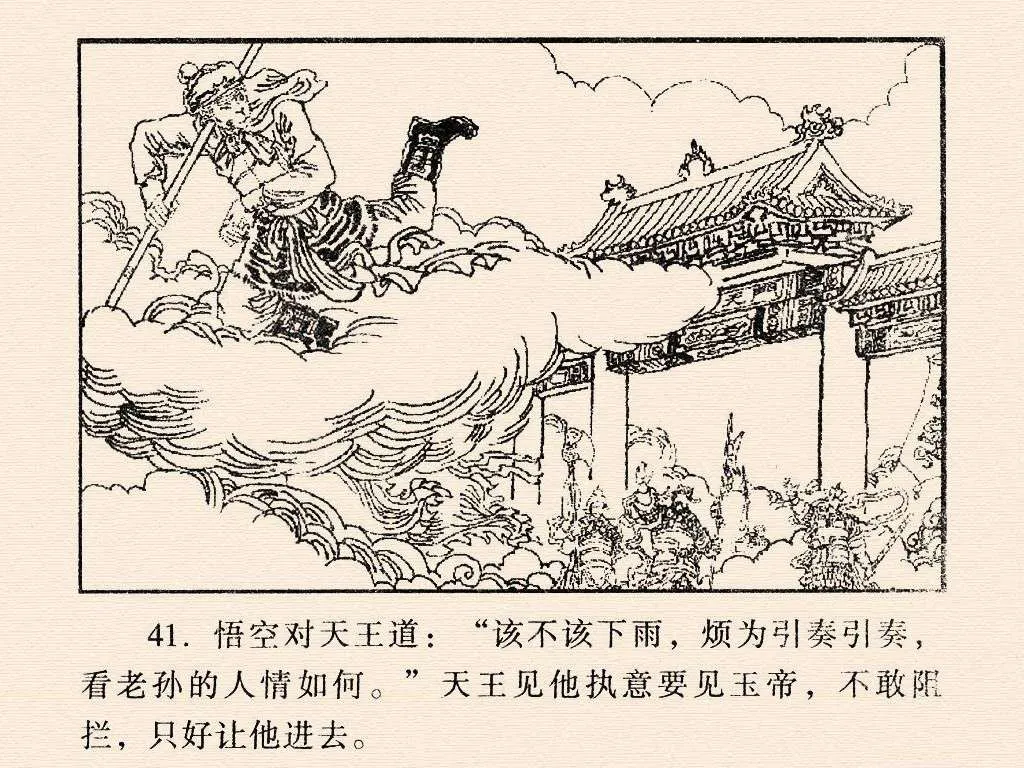 天門
41. 悟空对天王道：“该不该下雨，烦为引奏引奏，
看老孙的人情如何。”天王见他执意要见玉帝，不敢阻
拦，只好让他进去。